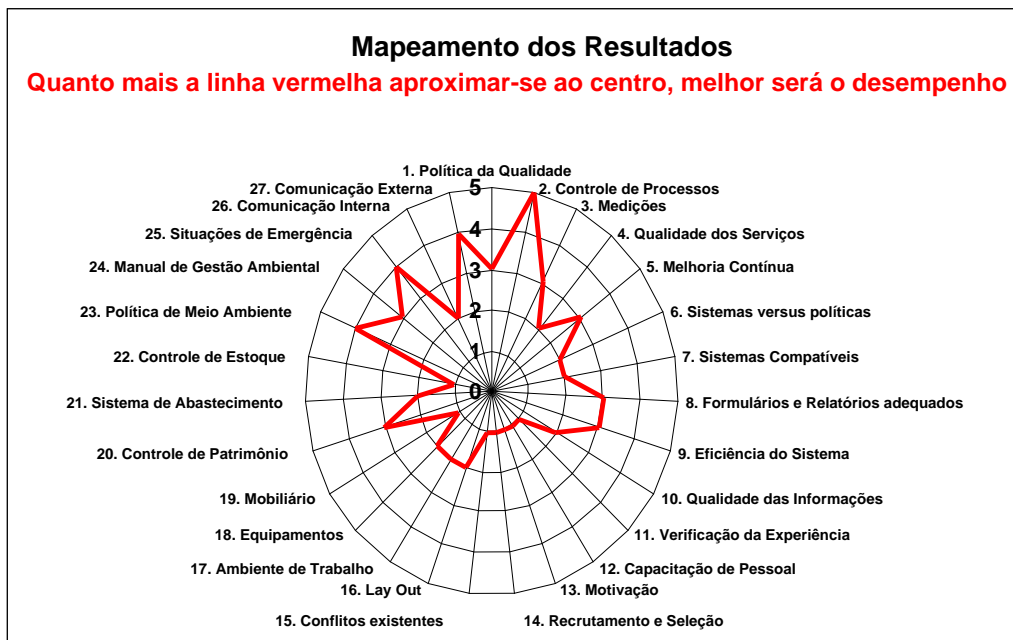 Mapeamento dos Resultados
Quanto mais a linha vermelha aproximar-se ao centro, melhor será o desempenho
1. Política da Qualidade
2. Controle de Processos
3. Medições
4. Qualidade dos Serviços
5. Melhoria Contínua
6. Sistemas versus políticas
7. Sistemas Compatíveis
8. Formulários e Relatórios adequados
9. Eficiência do Sistema
10. Qualidade das Informações
11. Verificação da Experiência
12. Capacitação de Pessoal
13. Motivação
14. Recrutamento e Seleção
15. Conflitos existentes
16. Lay Out
17. Ambiente de Trabalho
18. Equipamentos
19. Mobiliário
20. Controle de Patrimônio
21. Sistema de Abastecimento
22. Controle de Estoque
23. Política de Meio Ambiente
24. Manual de Gestão Ambiental
25. Situações de Emergência
26. Comunicação Interna
27. Comunicação Externa
5
4
3
2
1
0